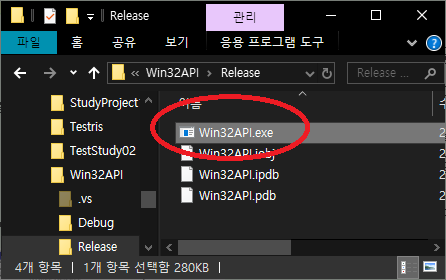 Release
관리
파일
홈
공유
보기
응용 프로그램 도구
« Win32API > Release
이름
StudyProject
Testris
TestStudy02
Win32API
.vs
Debug
Release
Win32API.exe
Win32API.iobj
Win32API.ipdb
Win32API.pdb
4개 항목
1개 항목 선택함 280KB